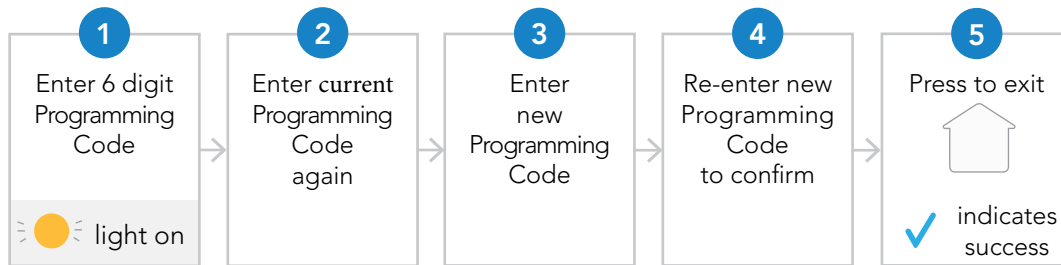 1
Enter 6 digit
Programming
Code
light on
2
Enter current
Programming
Code
again
3
Enter
new
Programming
Code
4
Re-enter new
Programming
Code
to confirm
5
Press to exit
indicates
success